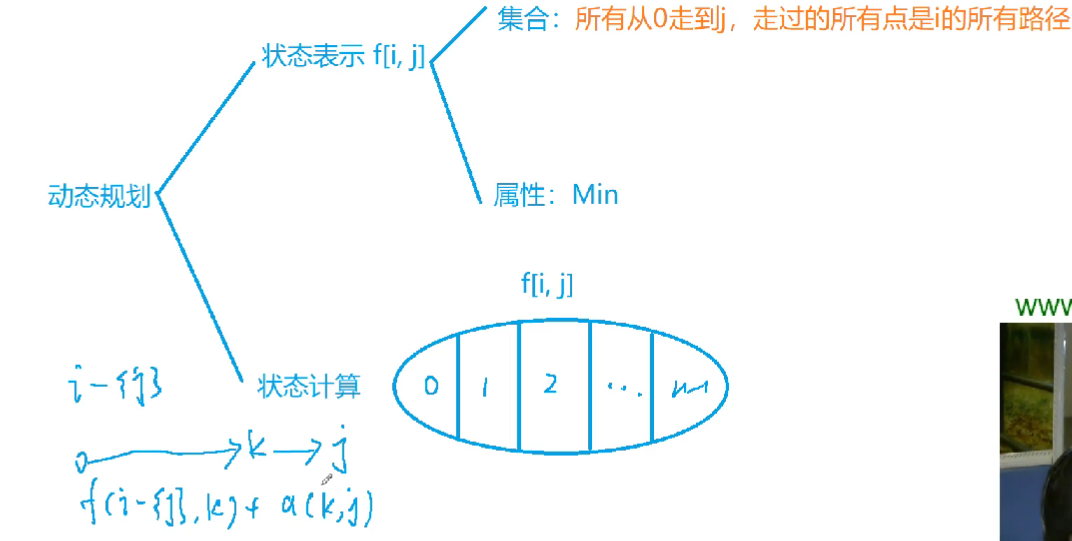 集合：所有从0走到j，走过的所有点是i的所有路径
状态表示 f[i, j]
动态规划
属性：Min
f[i, j]
www
状态计算
0 1 2 ...
i-{j}
0 → k → j
f(i-{j}, k) + a(k,j)